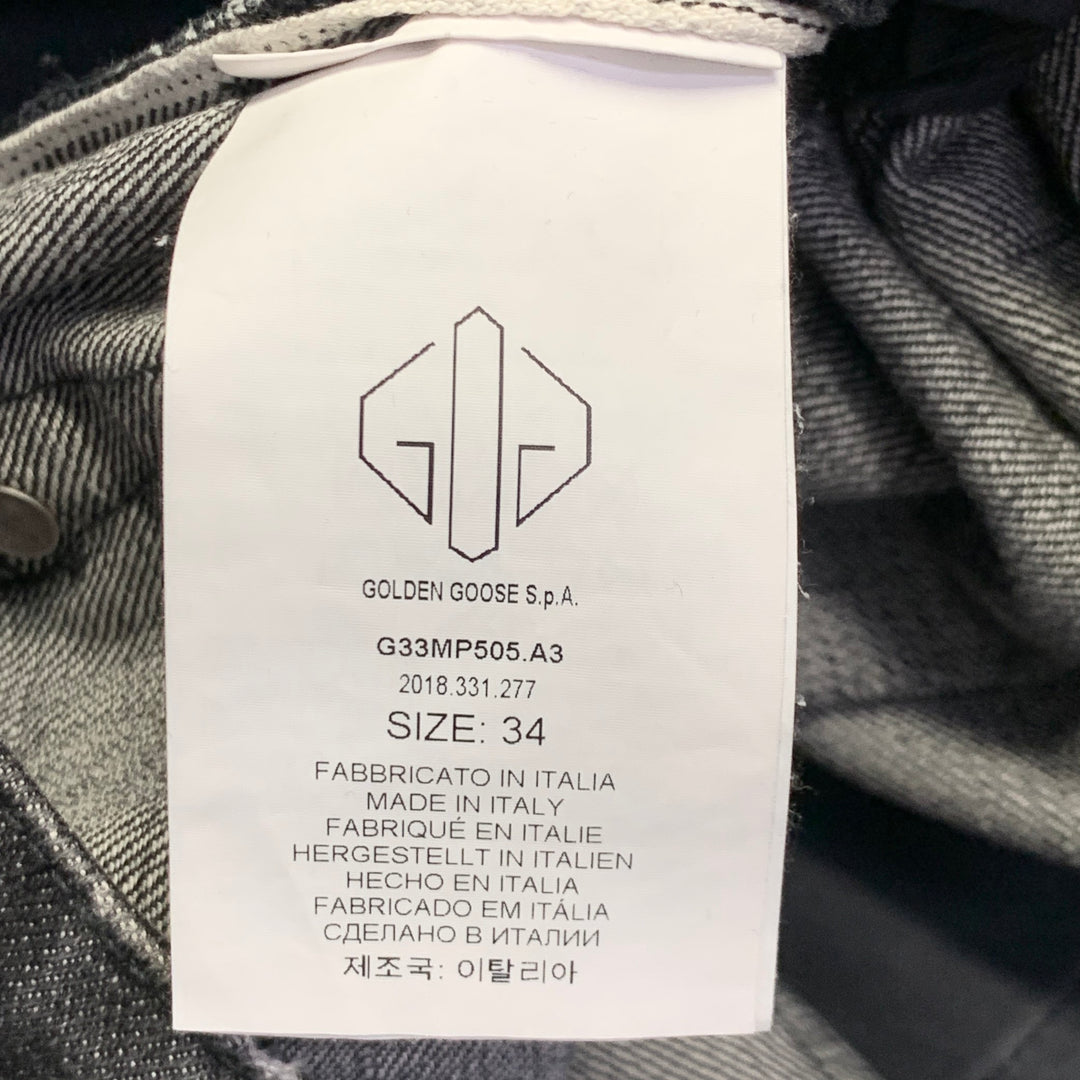 GOLDEN GOOSE S.p.A.
G33MP505.A3
2018.331.277
SIZE: 34
FABBRICATO IN ITALIA
MADE IN ITALY
FABRIQUÉ EN ITALIE
HERGESTELLT IN ITALIEN
HECHO EN ITALIA
FABRICADO EM ITÁLIA
СДЕЛАНО В ИТАЛИИ
제조국: 이탈리아